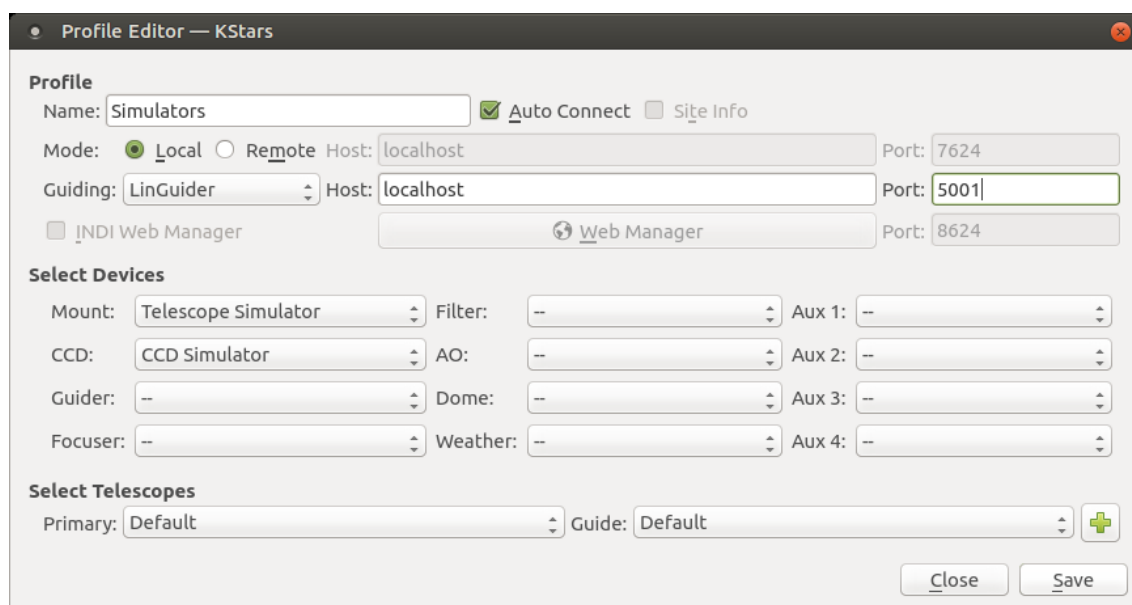 Profile Editor — KStars
Profile
Name: Simulators Auto Connect Site Info
Mode: Local Remote Host: localhost Port: 7624
Guiding: LinGuider Host: localhost Port: 5001
INDI Web Manager Web Manager Port: 8624
Select Devices
Mount: Telescope Simulator Filter: -- Aux 1: --
CCD: CCD Simulator AO: -- Aux 2: --
Guider: -- Dome: -- Aux 3: --
Focuser: -- Weather: -- Aux 4: --
Select Telescopes
Primary: Default Guide: Default
Close Save